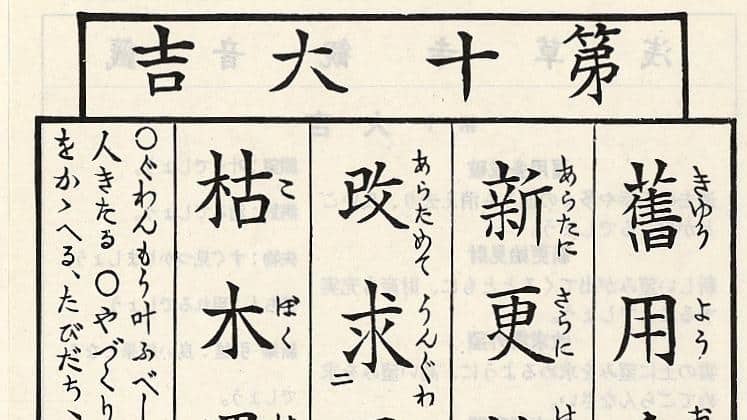 第十大吉
舊用
きゆう よう
新更
あらたに さらに
改求
あらためて うんぐわ
枯木
こ ぼく
〇ぐわんもう叶ふべし
人きたる〇やづくり
をかゝへる、たびだち、